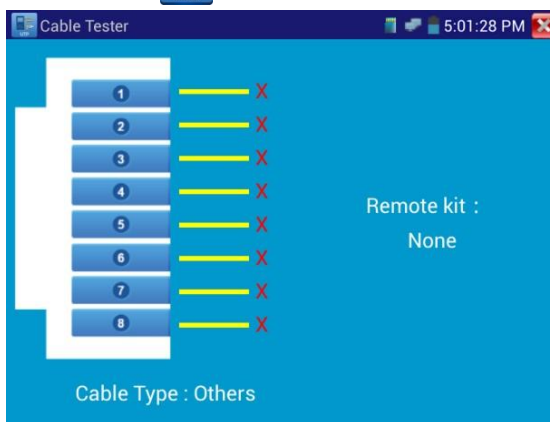 Cable Tester
5:01:28 PM
1 X
2 X
3 X
4 X
5 X
6 X
7 X
8 X
Remote kit :
None
Cable Type : Others